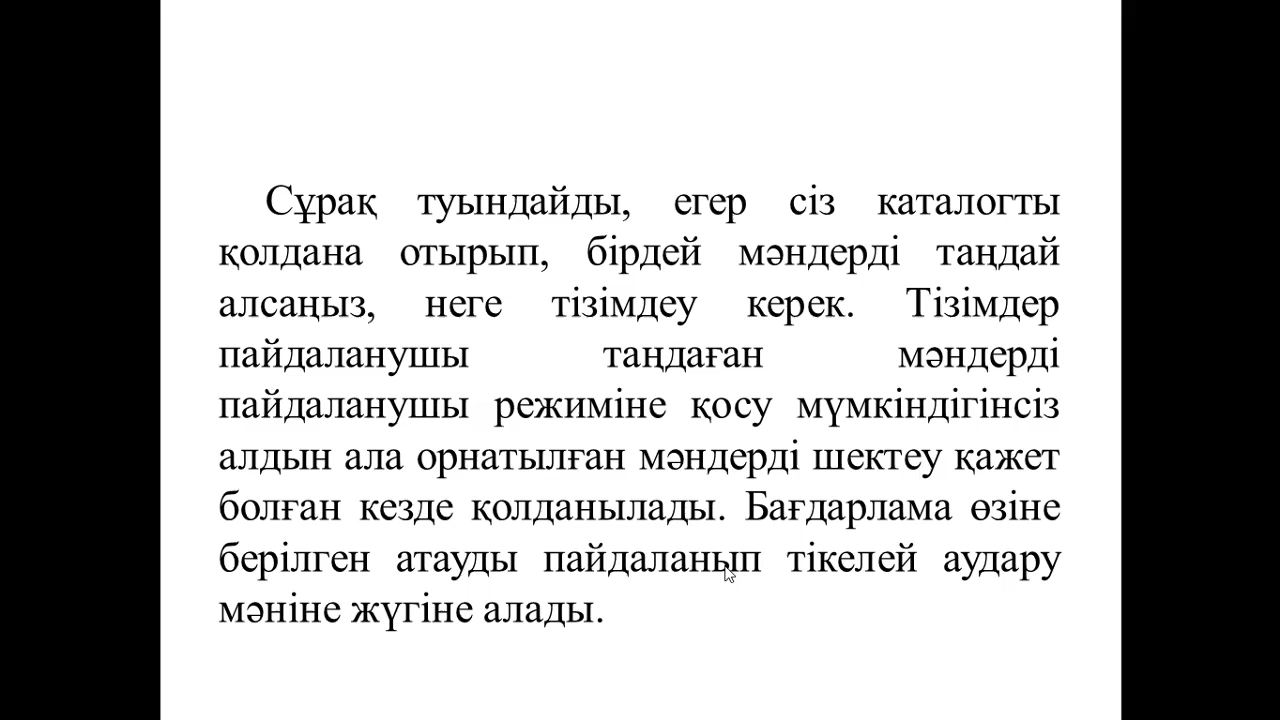 Сұрақ туындайды, егер сіз каталогты
қолдана отырып, бірдей мәндерді таңдай
алсаңыз, неге тізімдеу керек. Тізімдер
пайдаланушы таңдаған мәндерді
пайдаланушы режиміне қосу мүмкіндігінсіз
алдын ала орнатылған мәндерді шектеу қажет
болған кезде қолданылады. Бағдарлама өзіне
берілген атауды пайдаланып тікелей аудару
мәніне жүгіне алады.